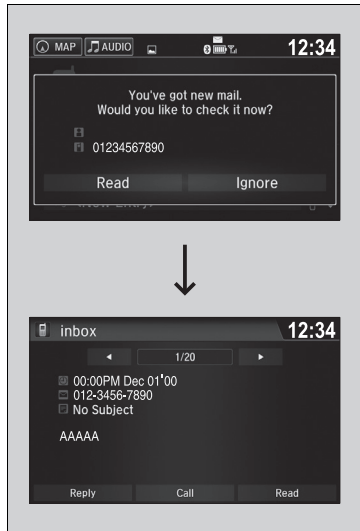 MAP AUDIO 12:34
You've got new mail.
Would you like to check it now?
01234567890
Read Ignore
inbox 12:34
1/20
00:00PM Dec 01'00
012-3456-7890
No Subject
AAAAA
Reply Call Read